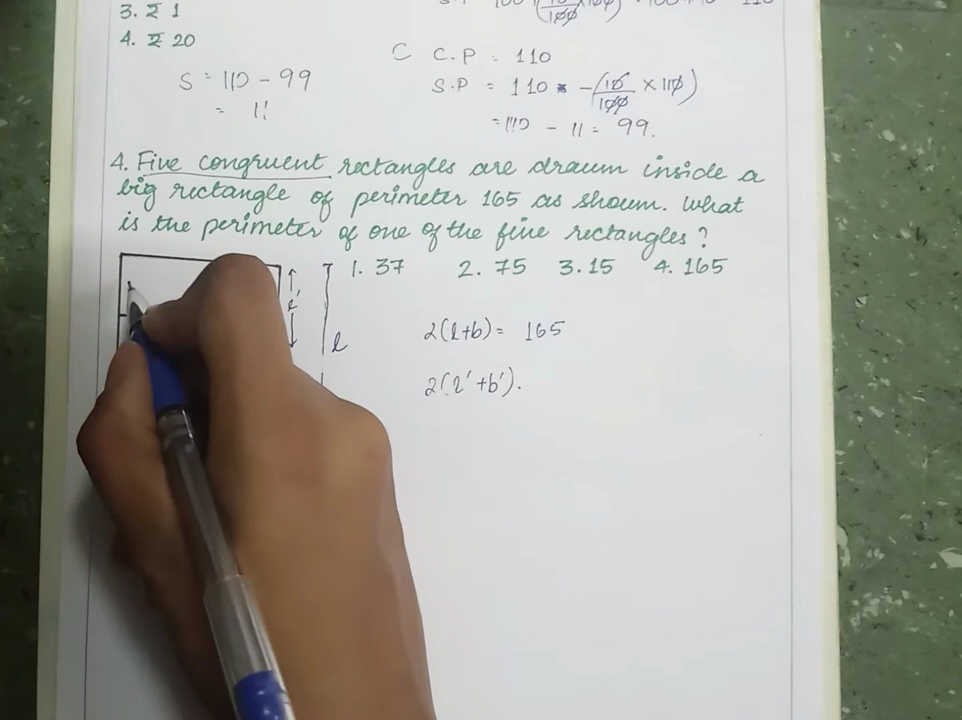 3. ₹ 1
4. ₹ 20
S = 110 - 99
= 11
C C.P = 110
S.P = 110 - (10/100 × 110)
= 110 - 11 = 99.
4. Five congruent rectangles are drawn inside a
big rectangle of perimeter 165 as shown. What
is the perimeter of one of the five rectangles?
1. 37 2. 75 3. 15 4. 165
l'
l
2(l+b) = 165
2(l'+b').